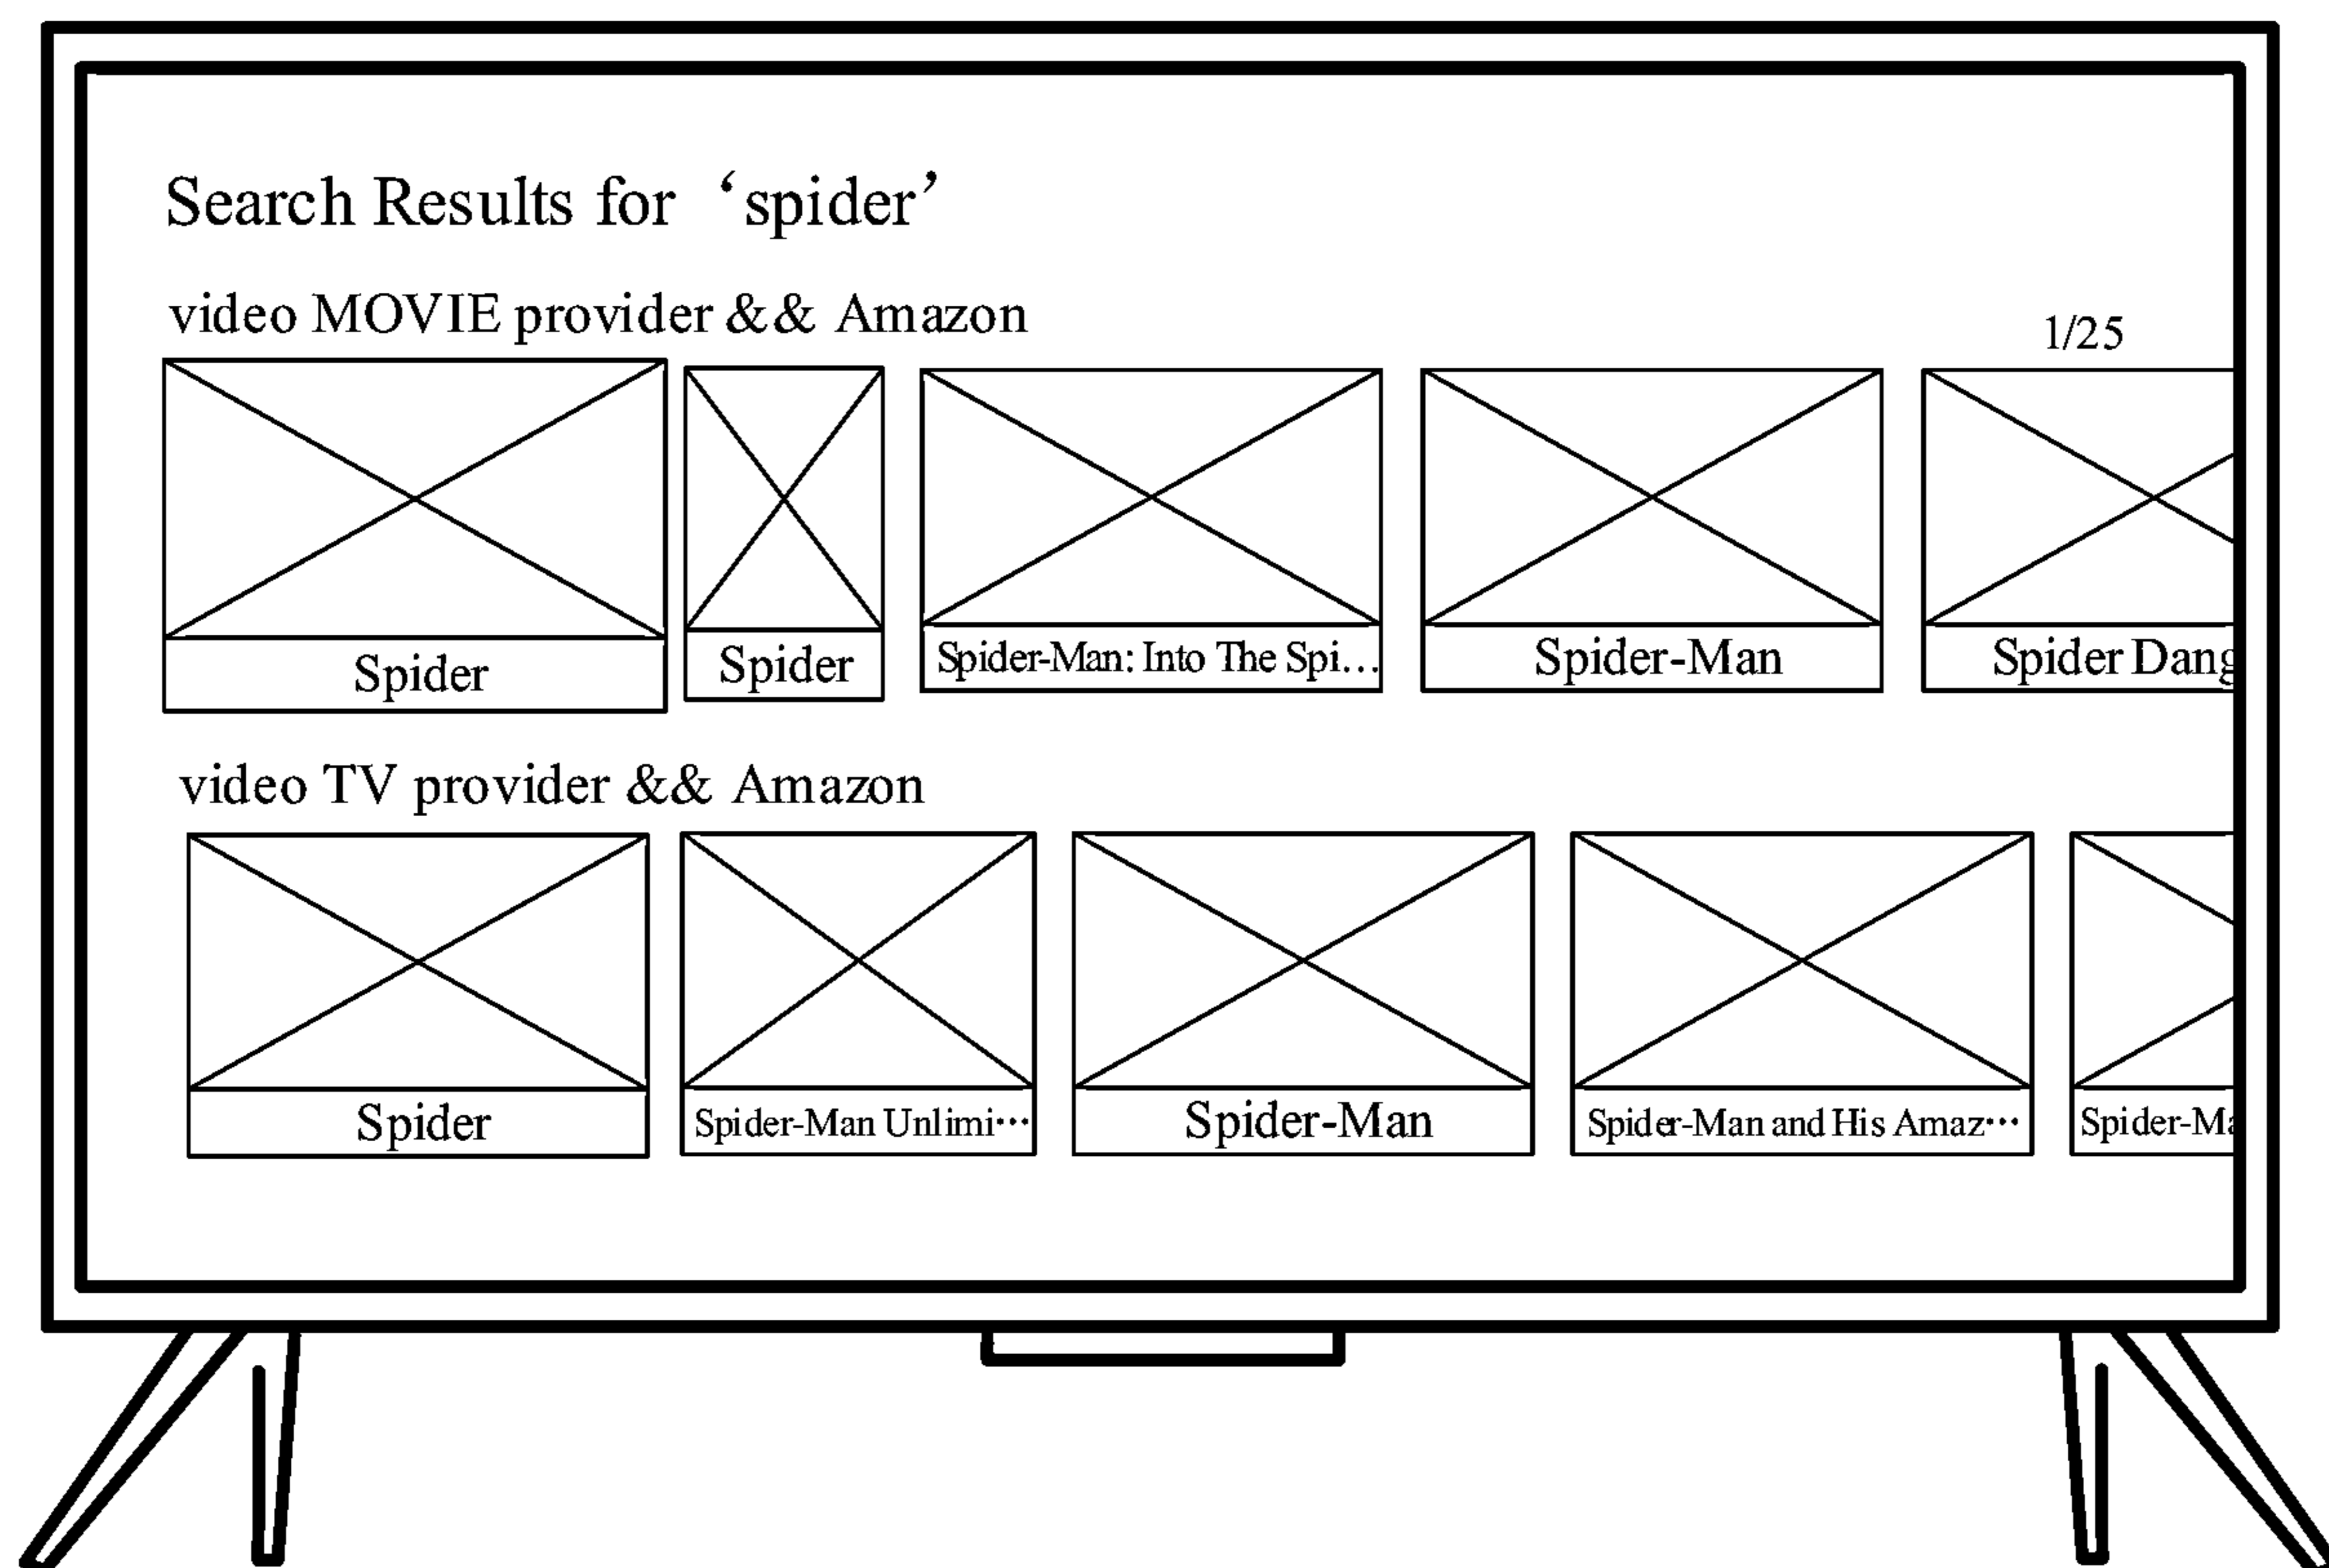 Search Results for ‘spider’
video MOVIE provider && Amazon
1/25
Spider
Spider
Spider-Man: Into The Spi...
Spider-Man
Spider Dang
video TV provider && Amazon
Spider
Spider-Man Unlimi···
Spider-Man
Spider-Man and His Amaz···
Spider-Ma